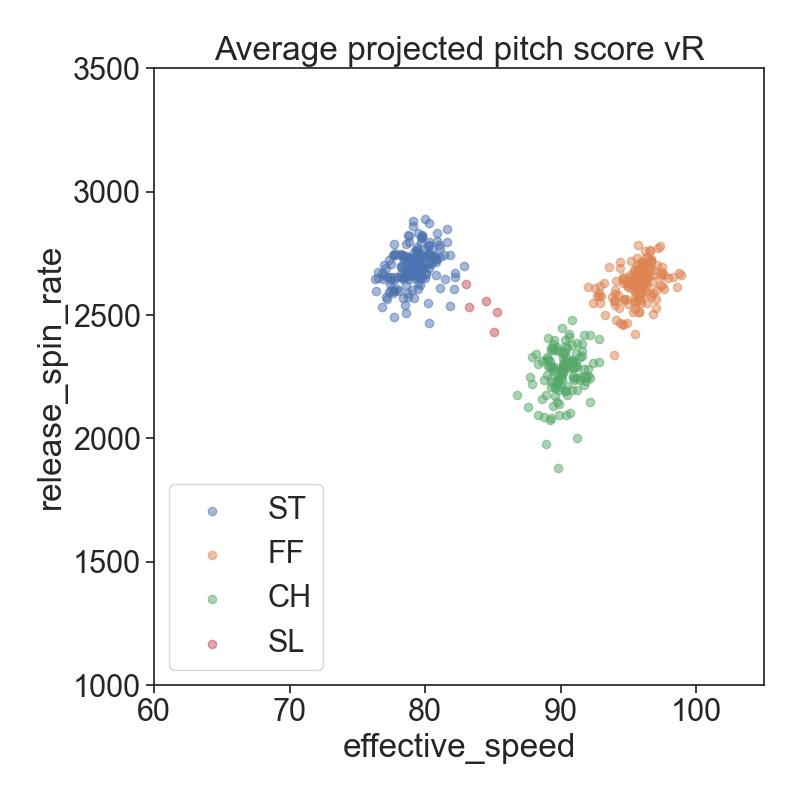 Average projected pitch score vR
3500
3000
2500
2000
1500
1000
release_spin_rate
ST
FF
CH
SL
60 70 80 90 100
effective_speed